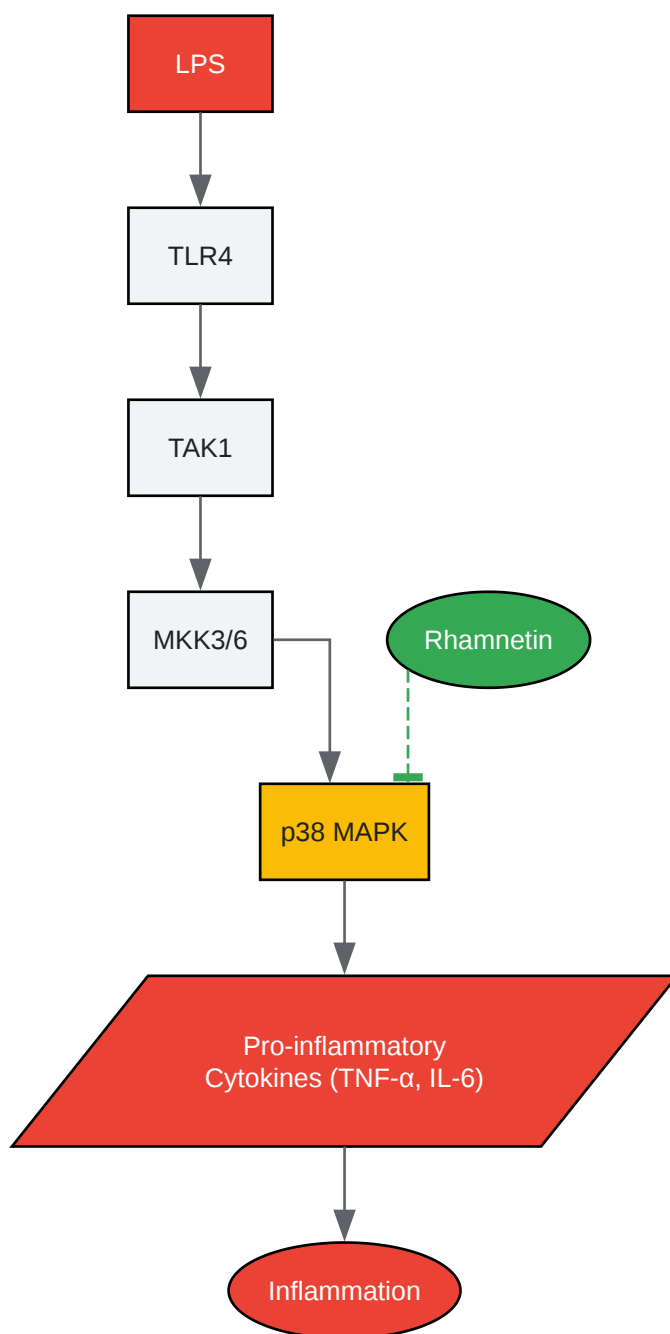 LPS
TLR4
TAK1
MKK3/6
Rhamnetin
p38 MAPK
Pro-inflammatory
Cytokines (TNF-α, IL-6)
Inflammation